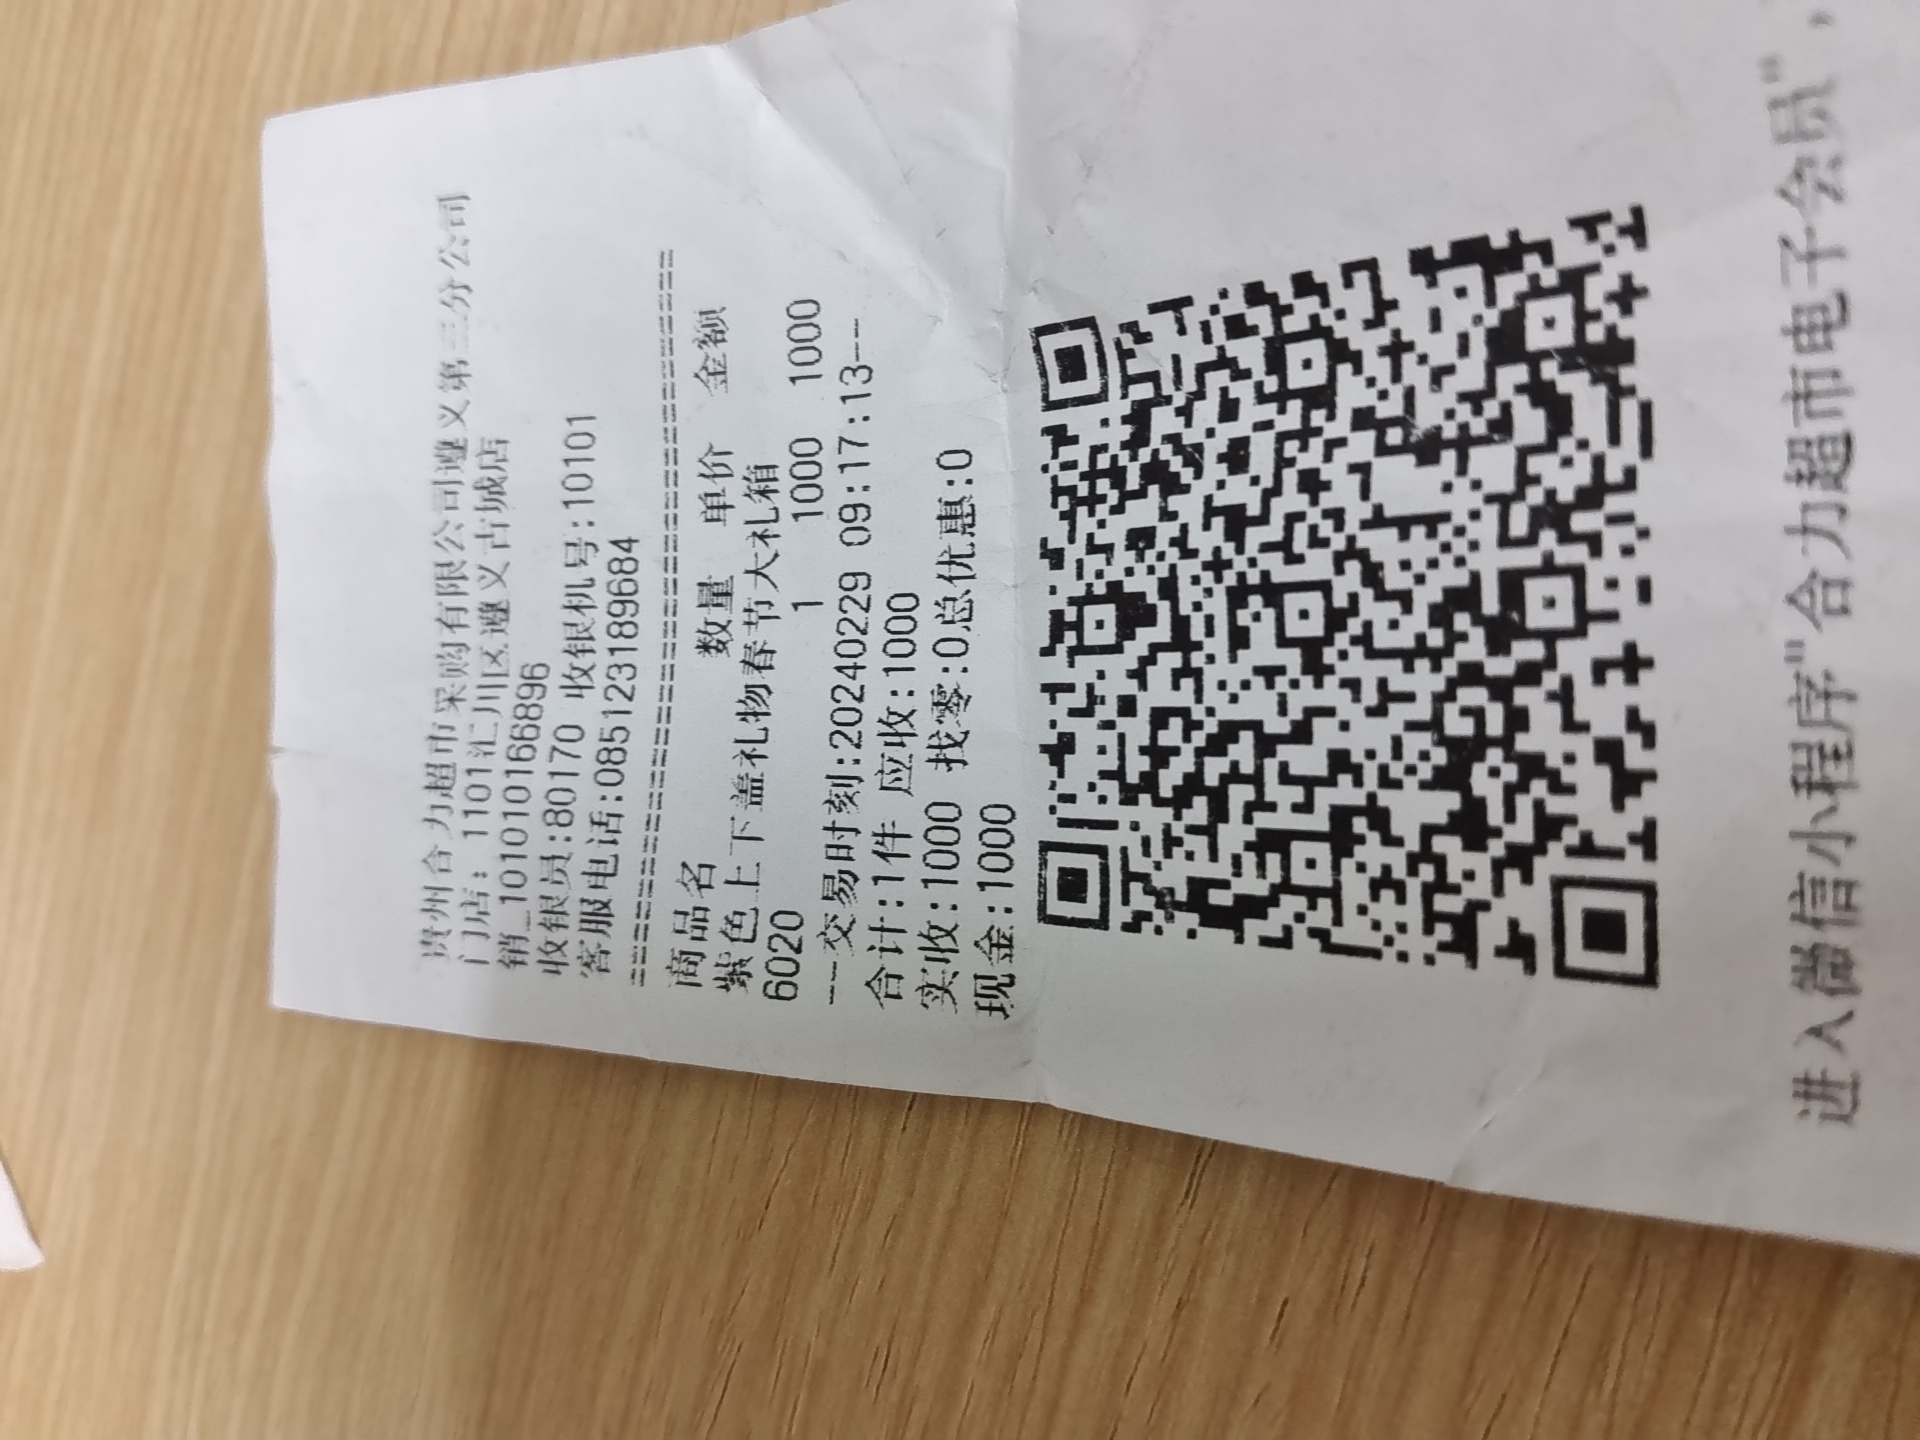 贵州合力超市采购有限公司遵义第三分公司
门店: 1101汇川区遵义古城店
销_10101010166896
收银员:80170 收银机号:10101
客服电话:085123189684
商品名 数量 单价 金额
紫色上下盖礼物春节大礼箱
6020 1 1000 1000
--交易时刻:20240229 09:17:13--
合计:1件 应收:1000
实收:1000 找零:0总优惠:0
现金:1000
进入微信小程序"合力超市电子会员",